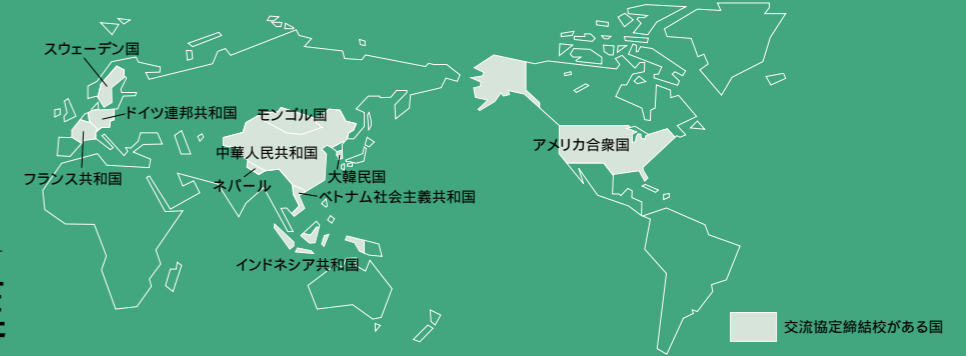 スウェーデン国
ドイツ連邦共和国
モンゴル国
中華人民共和国
アメリカ合衆国
フランス共和国
ネパール
大韓民国
ベトナム社会主義共和国
インドネシア共和国
交流協定締結校がある国